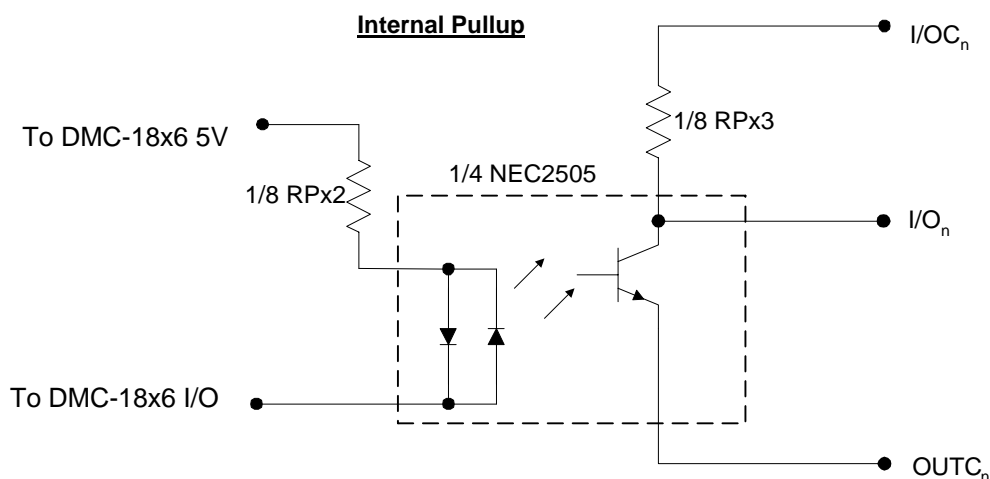 Internal Pullup
I/OCn
To DMC-18x6 5V
1/8 RPx3
1/4 NEC2505
1/8 RPx2
I/On
To DMC-18x6 I/O
OUTCn